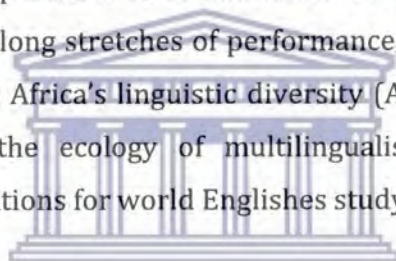 long stretches of performance
Africa's linguistic diversity (A
the ecology of multilingualis
tions for world Englishes study